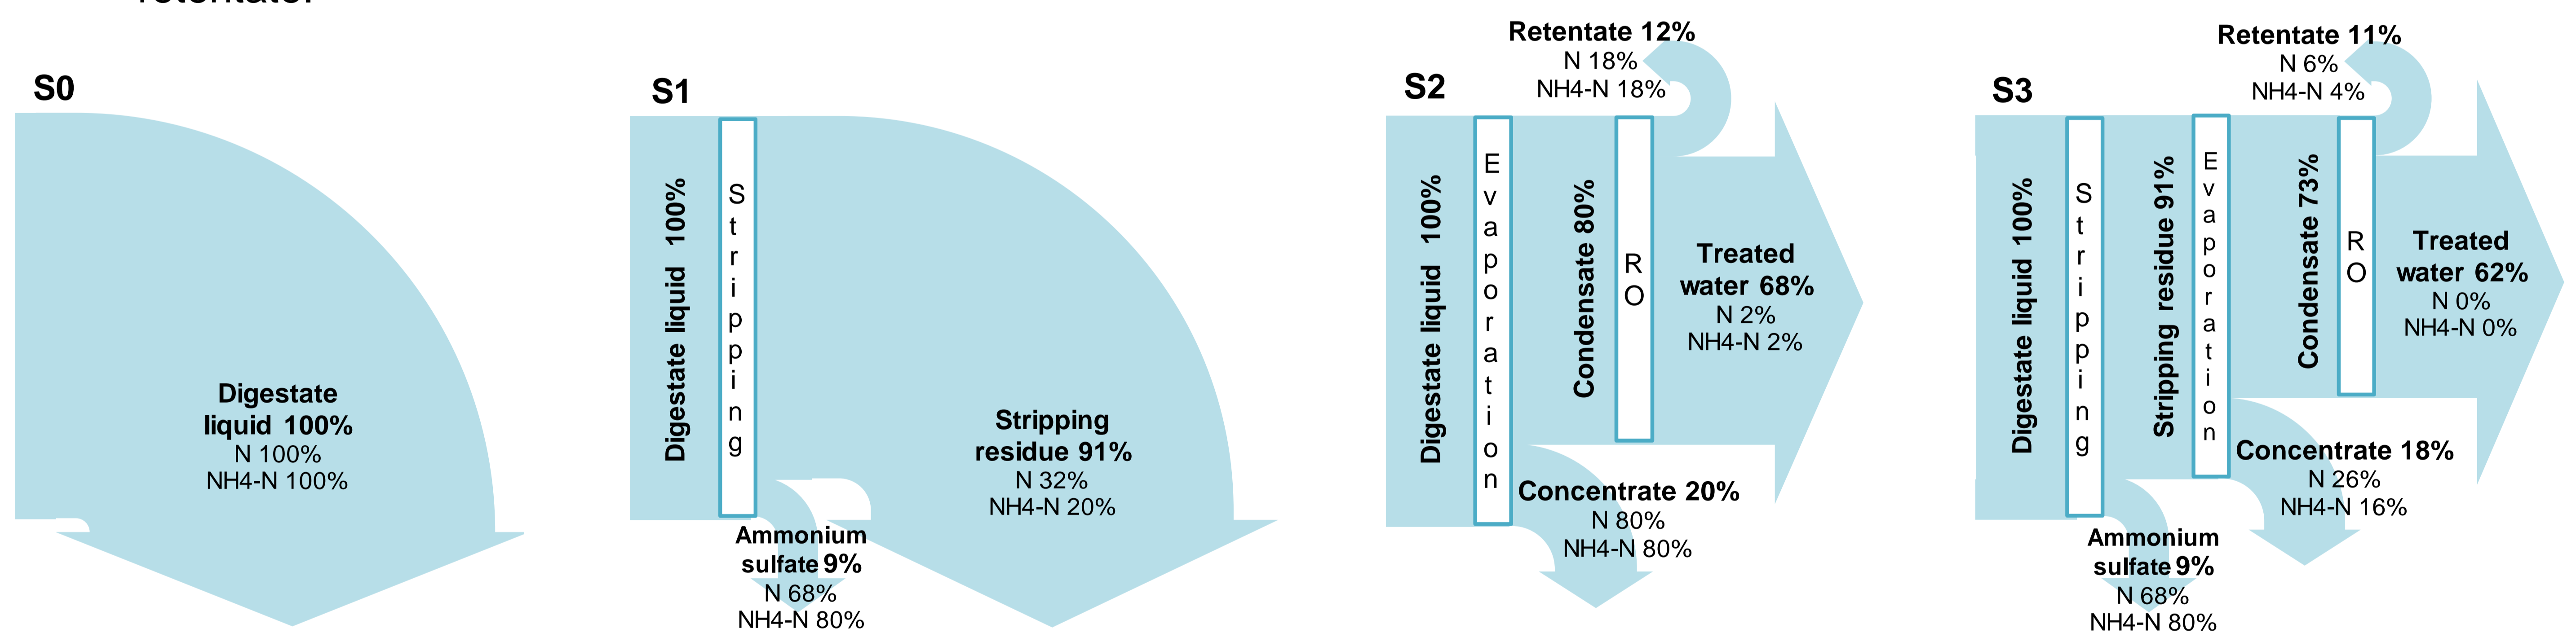 retentate.
S0
Digestate
liquid 100%
N 100%
NH4-N 100%
S1
Digestate liquid 100%
Stripping
Ammonium
sulfate 9%
N 68%
NH4-N 80%
Stripping
residue 91%
N 32%
NH4-N 20%
S2
Digestate liquid 100%
Evaporation
Condensate 80%
RO
Retentate 12%
N 18%
NH4-N 18%
Treated
water 68%
N 2%
NH4-N 2%
Concentrate 20%
N 80%
NH4-N 80%
S3
Digestate liquid 100%
Stripping
Stripping residue 91%
Evaporation
Condensate 73%
RO
Retentate 11%
N 6%
NH4-N 4%
Treated
water 62%
N 0%
NH4-N 0%
Concentrate 18%
N 26%
NH4-N 16%
Ammonium
sulfate 9%
N 68%
NH4-N 80%